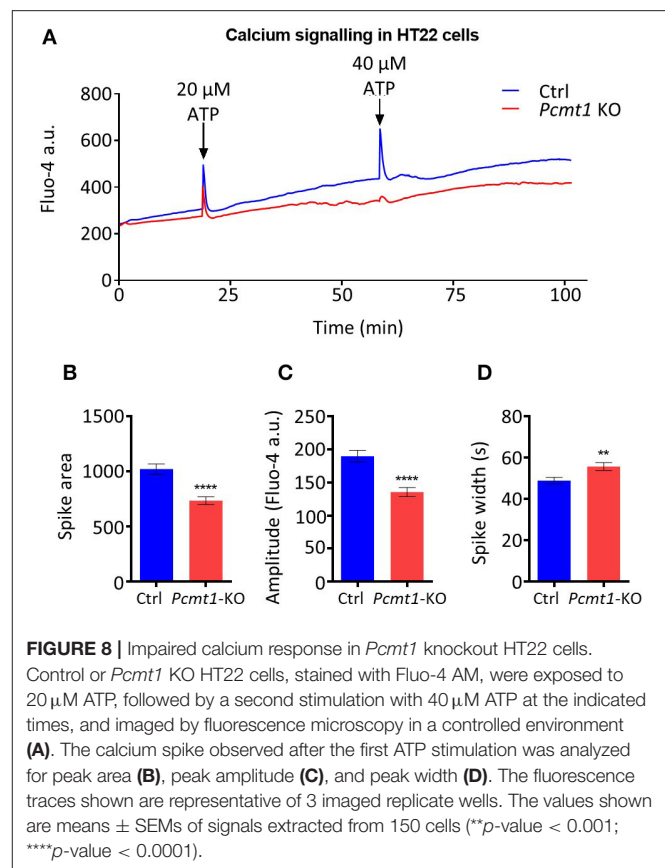 A
Calcium signalling in HT22 cells
20 µM
ATP
40 µM
ATP
Ctrl
Pcmt1 KO
Fluo-4 a.u.
800
600
400
200
0
0 25 50 75 100
Time (min)
B
Spike area
1500
1000
500
0
****
Ctrl Pcmt1-KO
C
Amplitude (Fluo-4 a.u.)
250
200
150
100
50
0
****
Ctrl Pcmt1-KO
D
Spike width (s)
80
60
40
20
0
**
Ctrl Pcmt1-KO
FIGURE 8 | Impaired calcium response in Pcmt1 knockout HT22 cells.
Control or Pcmt1 KO HT22 cells, stained with Fluo-4 AM, were exposed to
20 µM ATP, followed by a second stimulation with 40 µM ATP at the indicated
times, and imaged by fluorescence microscopy in a controlled environment
(A). The calcium spike observed after the first ATP stimulation was analyzed
for peak area (B), peak amplitude (C), and peak width (D). The fluorescence
traces shown are representative of 3 imaged replicate wells. The values shown
are means ± SEMs of signals extracted from 150 cells (**p-value < 0.001;
****p-value < 0.0001).